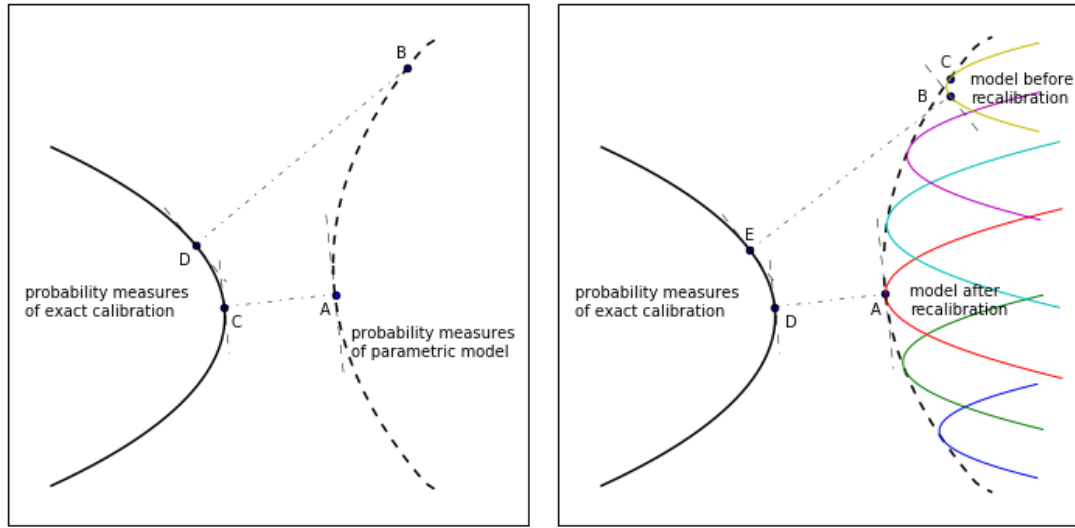 B
D
probability measures
of exact calibration
C
A
probability measures
of parametric model
C
model before
B
recalibration
E
probability measures
of exact calibration
model after
A
recalibration
D